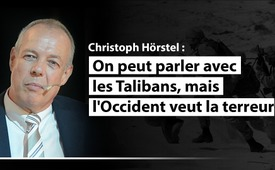 Christoph Hörstel :
On peut parler avec
les Talibans, mais
l'Occident veut la terreur